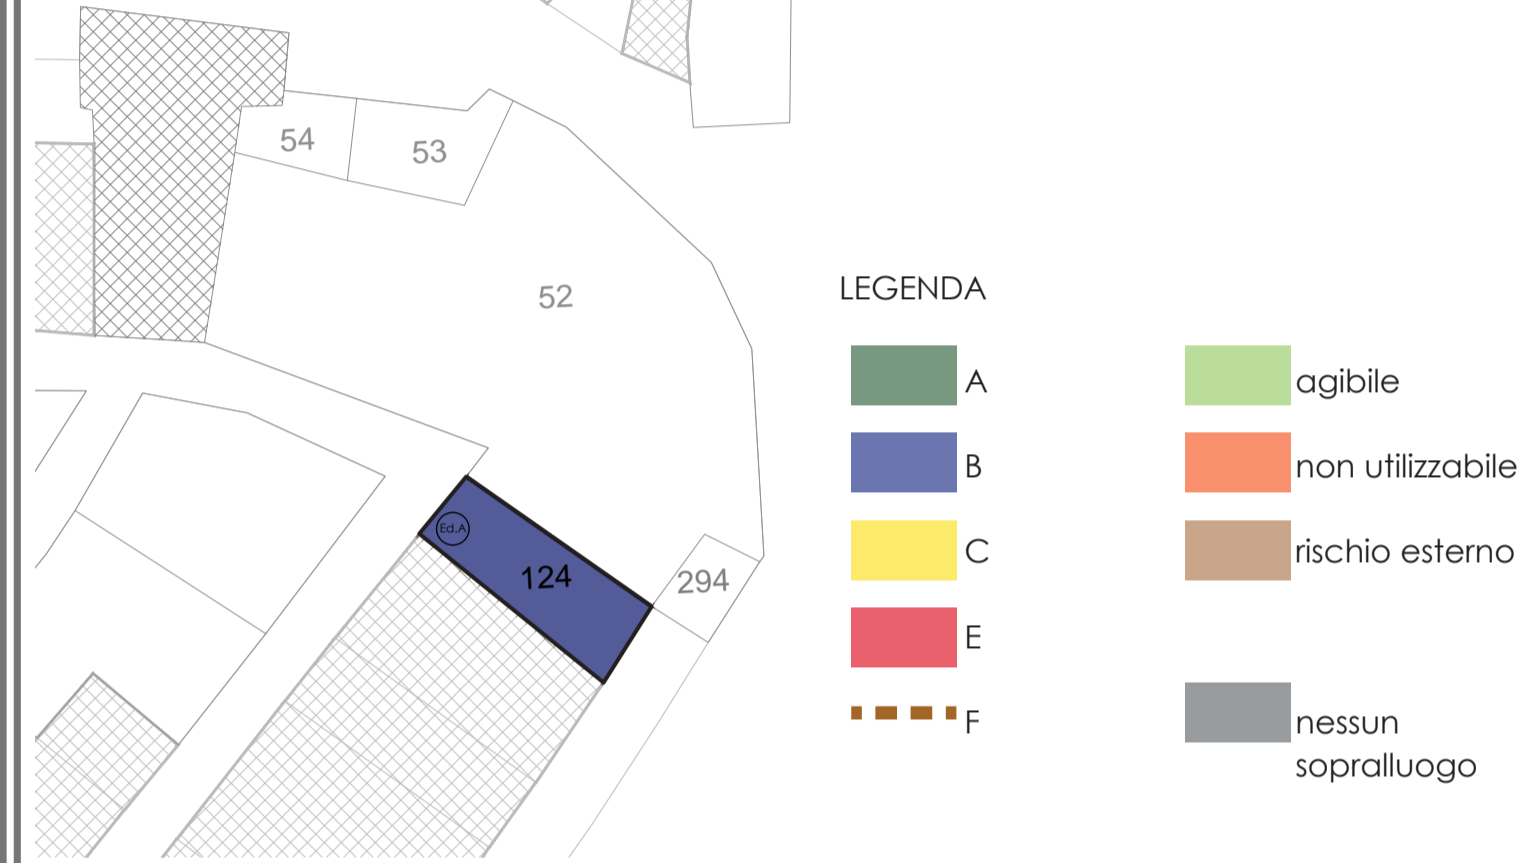 54
53
52
Ed.A
124
294
LEGENDA
A
B
C
E
F
agibile
non utilizzabile
rischio esterno
nessun
sopralluogo